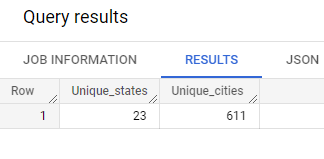 Query results
JOB INFORMATION RESULTS JSON
Row Unique_states Unique_cities
1 23 611